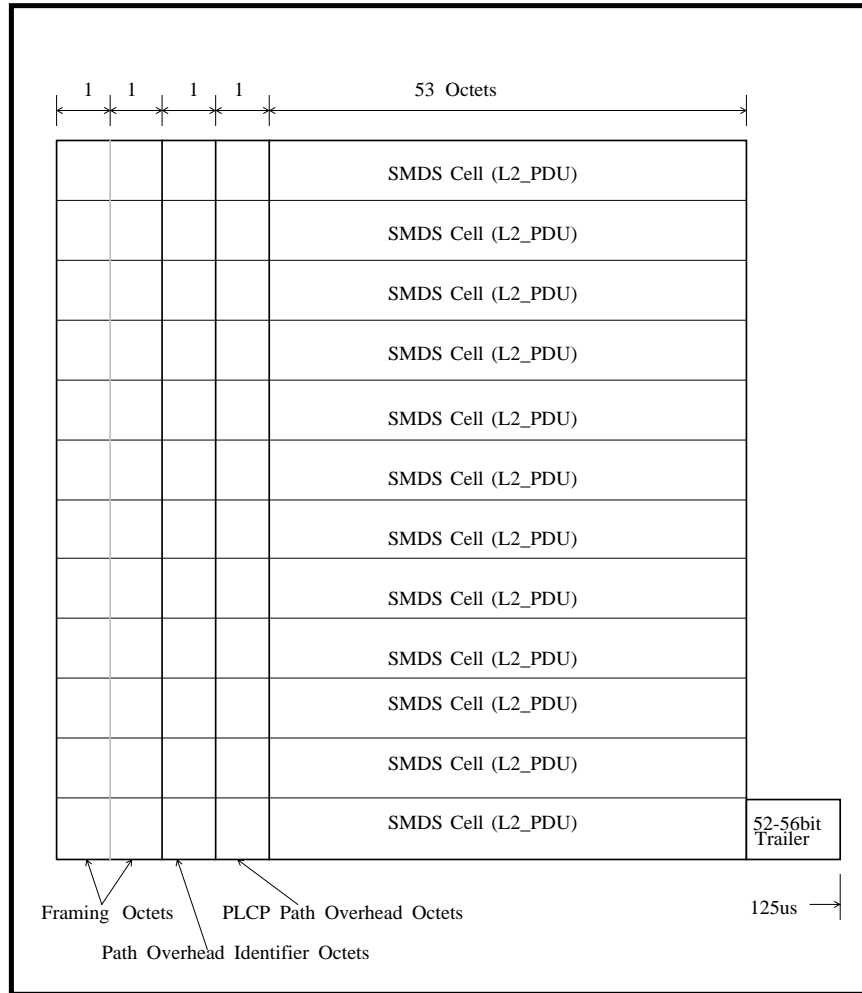 1 1 1 1 53 Octets
SMDS Cell (L2_PDU)
SMDS Cell (L2_PDU)
SMDS Cell (L2_PDU)
SMDS Cell (L2_PDU)
SMDS Cell (L2_PDU)
SMDS Cell (L2_PDU)
SMDS Cell (L2_PDU)
SMDS Cell (L2_PDU)
SMDS Cell (L2_PDU)
SMDS Cell (L2_PDU)
SMDS Cell (L2_PDU)
SMDS Cell (L2_PDU)
52-56bit
Trailer
Framing Octets
PLCP Path Overhead Octets
125us
Path Overhead Identifier Octets